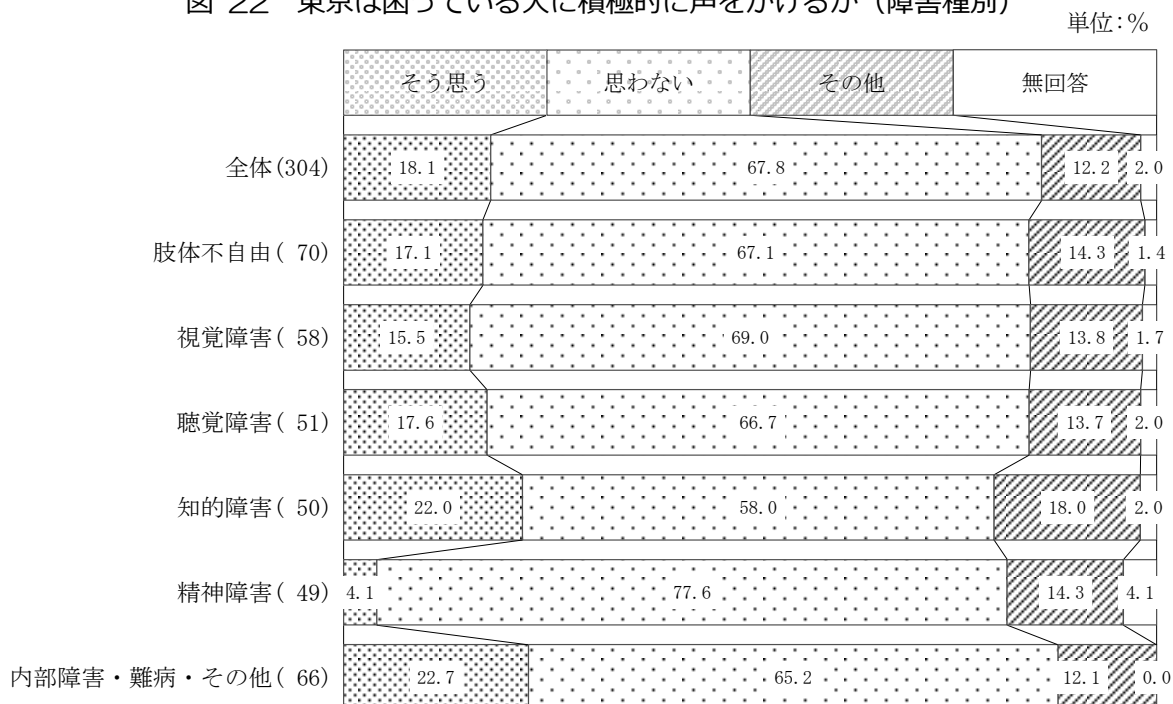 図 22 東京は困っている人に積極的に声をかけるか（障害種別）
単位:%
そう思う 思わない その他 無回答
全体(304) 18.1 67.8 12.2 2.0
肢体不自由( 70) 17.1 67.1 14.3 1.4
視覚障害( 58) 15.5 69.0 13.8 1.7
聴覚障害( 51) 17.6 66.7 13.7 2.0
知的障害( 50) 22.0 58.0 18.0 2.0
精神障害( 49) 4.1 77.6 14.3 4.1
内部障害・難病・その他( 66) 22.7 65.2 12.1 0.0